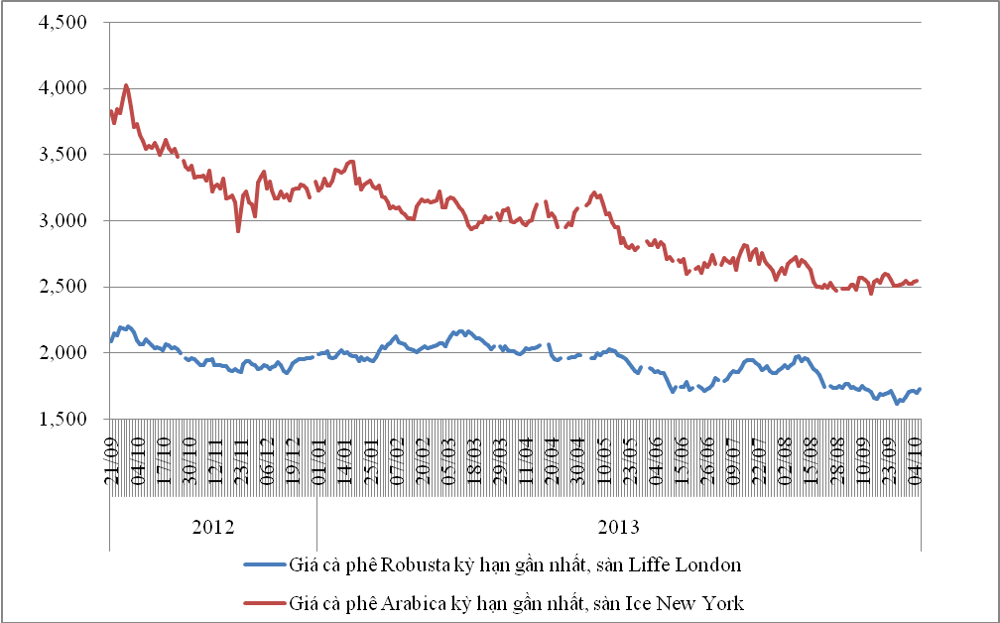 4,500
4,000
3,500
3,000
2,500
2,000
1,500
21/09 04/10 17/10 30/10 12/11 23/11 06/12 19/12 01/01 14/01 25/01 07/02 20/02 05/03 18/03 29/03 11/04 20/04 30/04 10/05 23/05 04/06 15/06 26/06 09/07 22/07 02/08 15/08 28/08 10/09 23/09 04/10
2012 2013
Giá cà phê Robusta kỳ hạn gần nhất, sàn Liffe London
Giá cà phê Arabica kỳ hạn gần nhất, sàn Ice New York